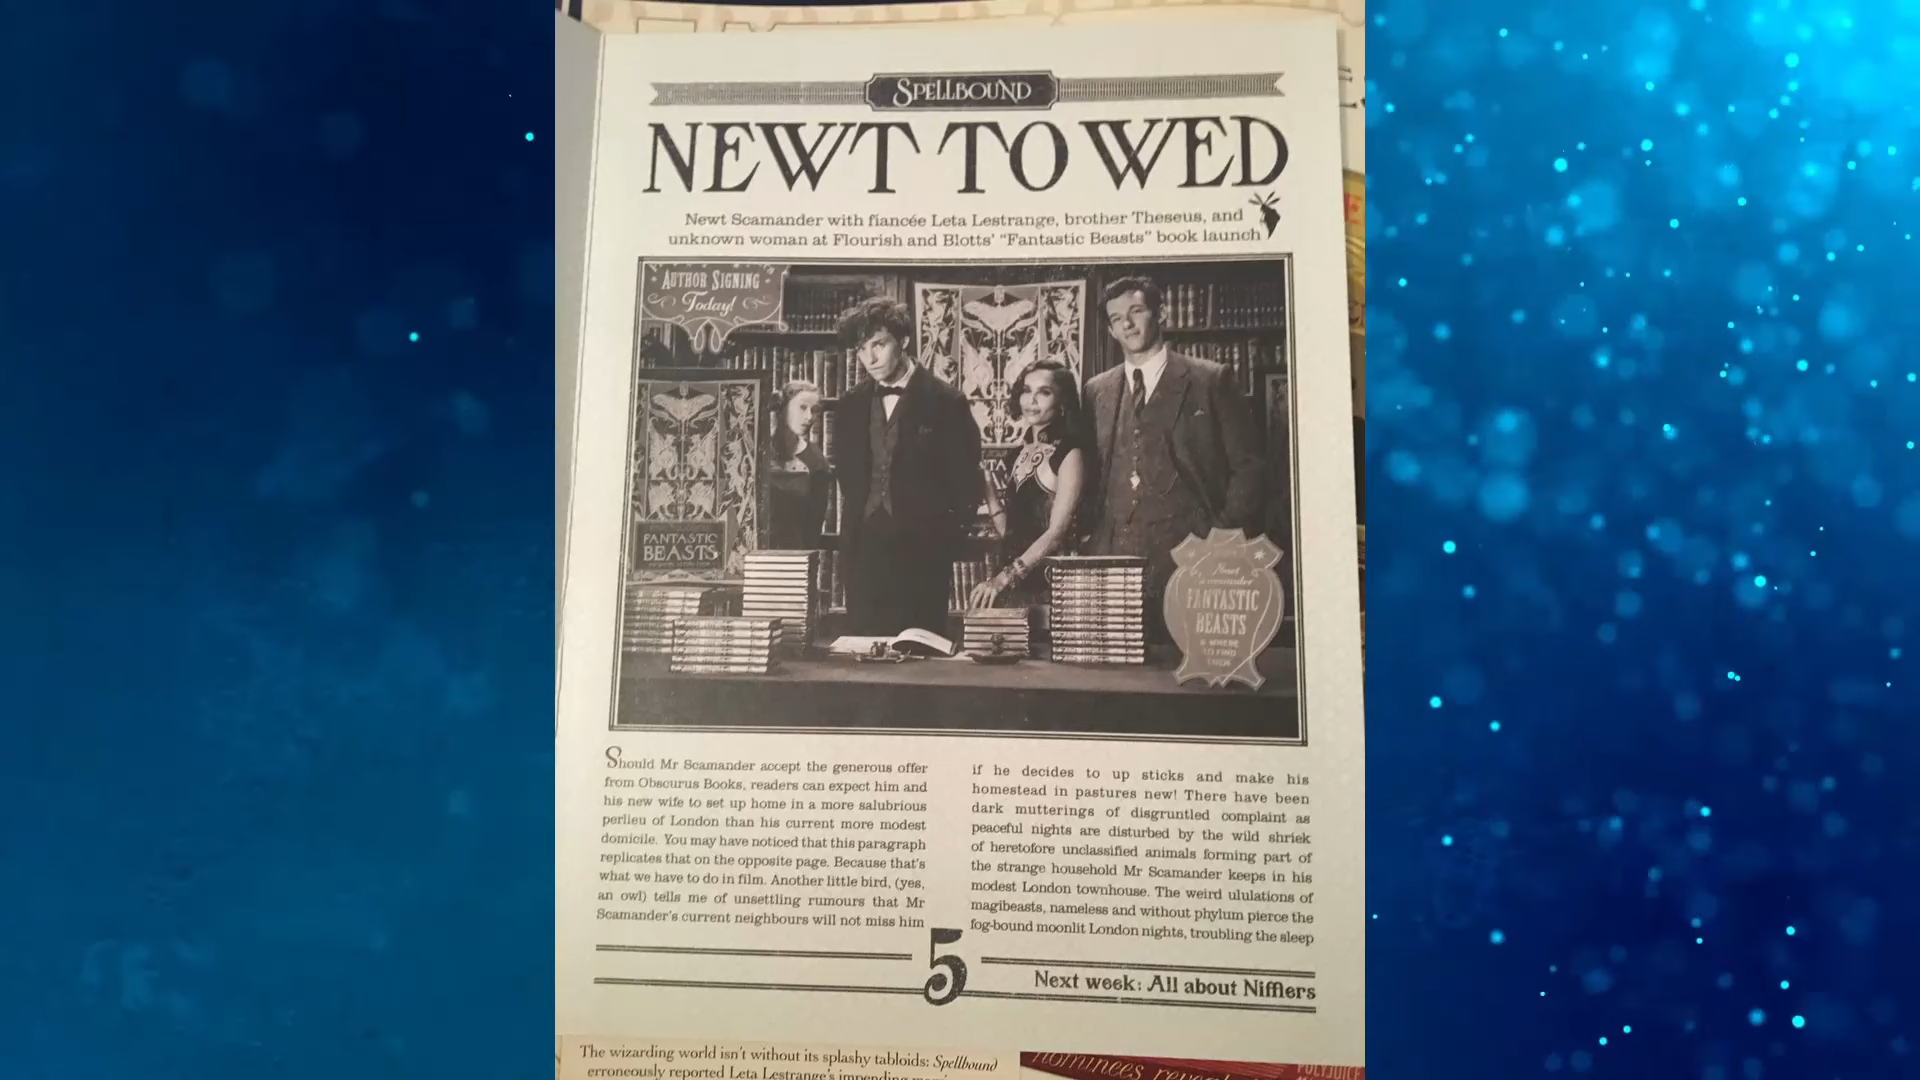 SPELLBOUND
NEWT TO WED
Newt Scamander with fiancée Leta Lestrange, brother Theseus, and
unknown woman at Flourish and Blotts' "Fantastic Beasts" book launch
AUTHOR SIGNING
Today!
FANTASTIC
BEASTS
Newt
Scamander
FANTASTIC
BEASTS
& WHERE
TO FIND
THEM
Should Mr Scamander accept the generous offer
from Obscurus Books, readers can expect him and
his new wife to set up home in a more salubrious
perlieu of London than his current more modest
domicile. You may have noticed that this paragraph
replicates that on the opposite page. Because that's
what we have to do in film. Another little bird, (yes,
an owl) tells me of unsettling rumours that Mr
Scamander's current neighbours will not miss him
if he decides to up sticks and make his
homestead in pastures new! There have been
dark mutterings of disgruntled complaint as
peaceful nights are disturbed by the wild shriek
of heretofore unclassified animals forming part of
the strange household Mr Scamander keeps in his
modest London townhouse. The weird ululations of
magibeasts, nameless and without phylum pierce the
fog-bound moonlit London nights, troubling the sleep
5
Next week: All about Nifflers
The wizarding world isn't without its splashy tabloids: Spellbound
erroneously reported Leta Lestrange's impending
nominees